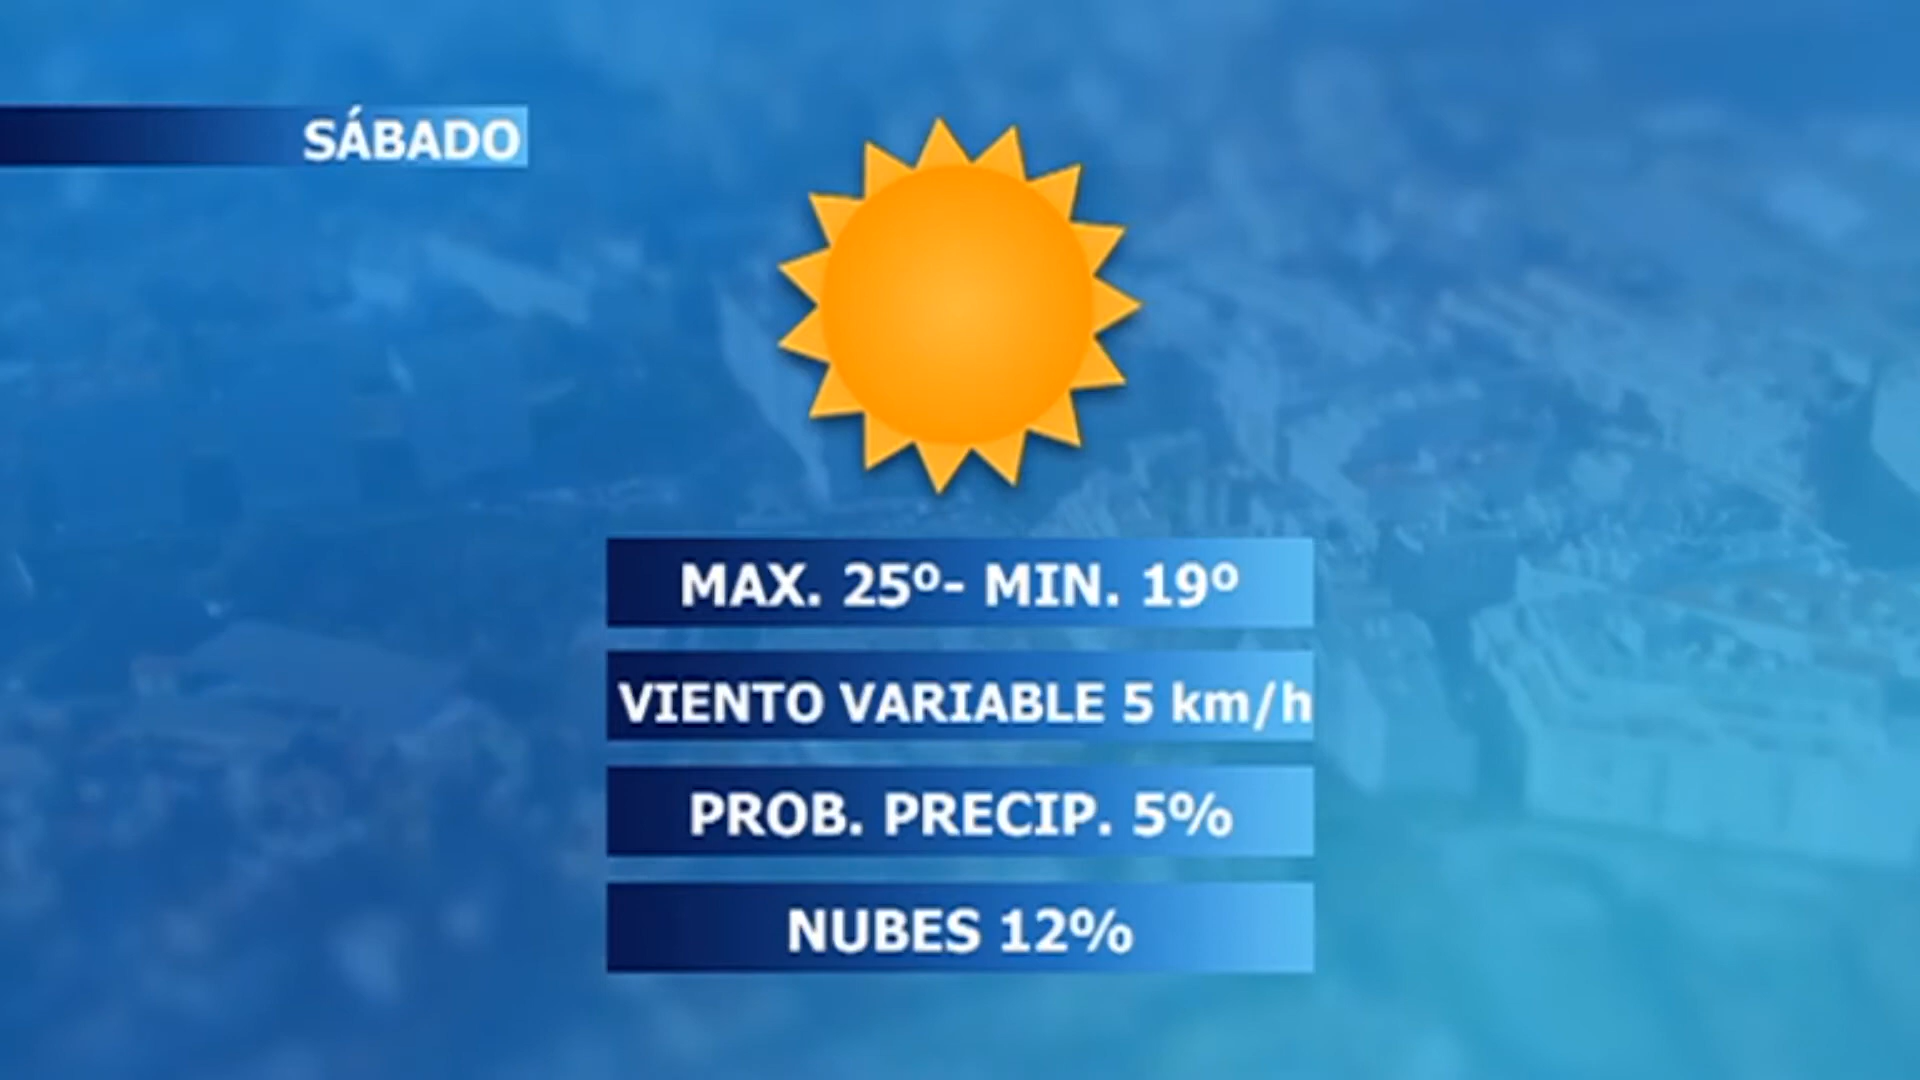 SÁBADO
MAX. 25º- MIN. 19º
VIENTO VARIABLE 5 km/h
PROB. PRECIP. 5%
NUBES 12%